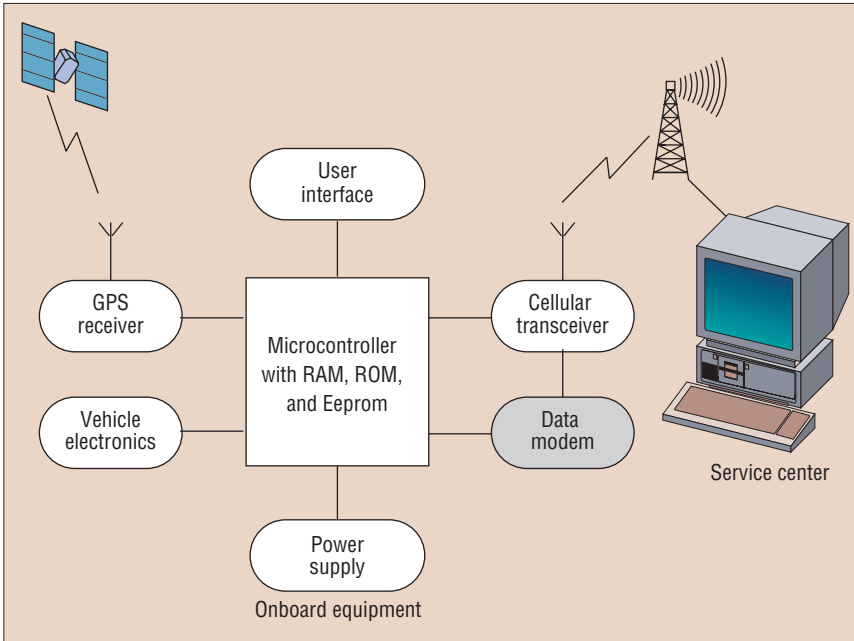 User
interface
GPS
receiver
Cellular
transceiver
Microcontroller
with RAM, ROM,
and Eeprom
Vehicle
electronics
Data
modem
Service center
Power
supply
Onboard equipment